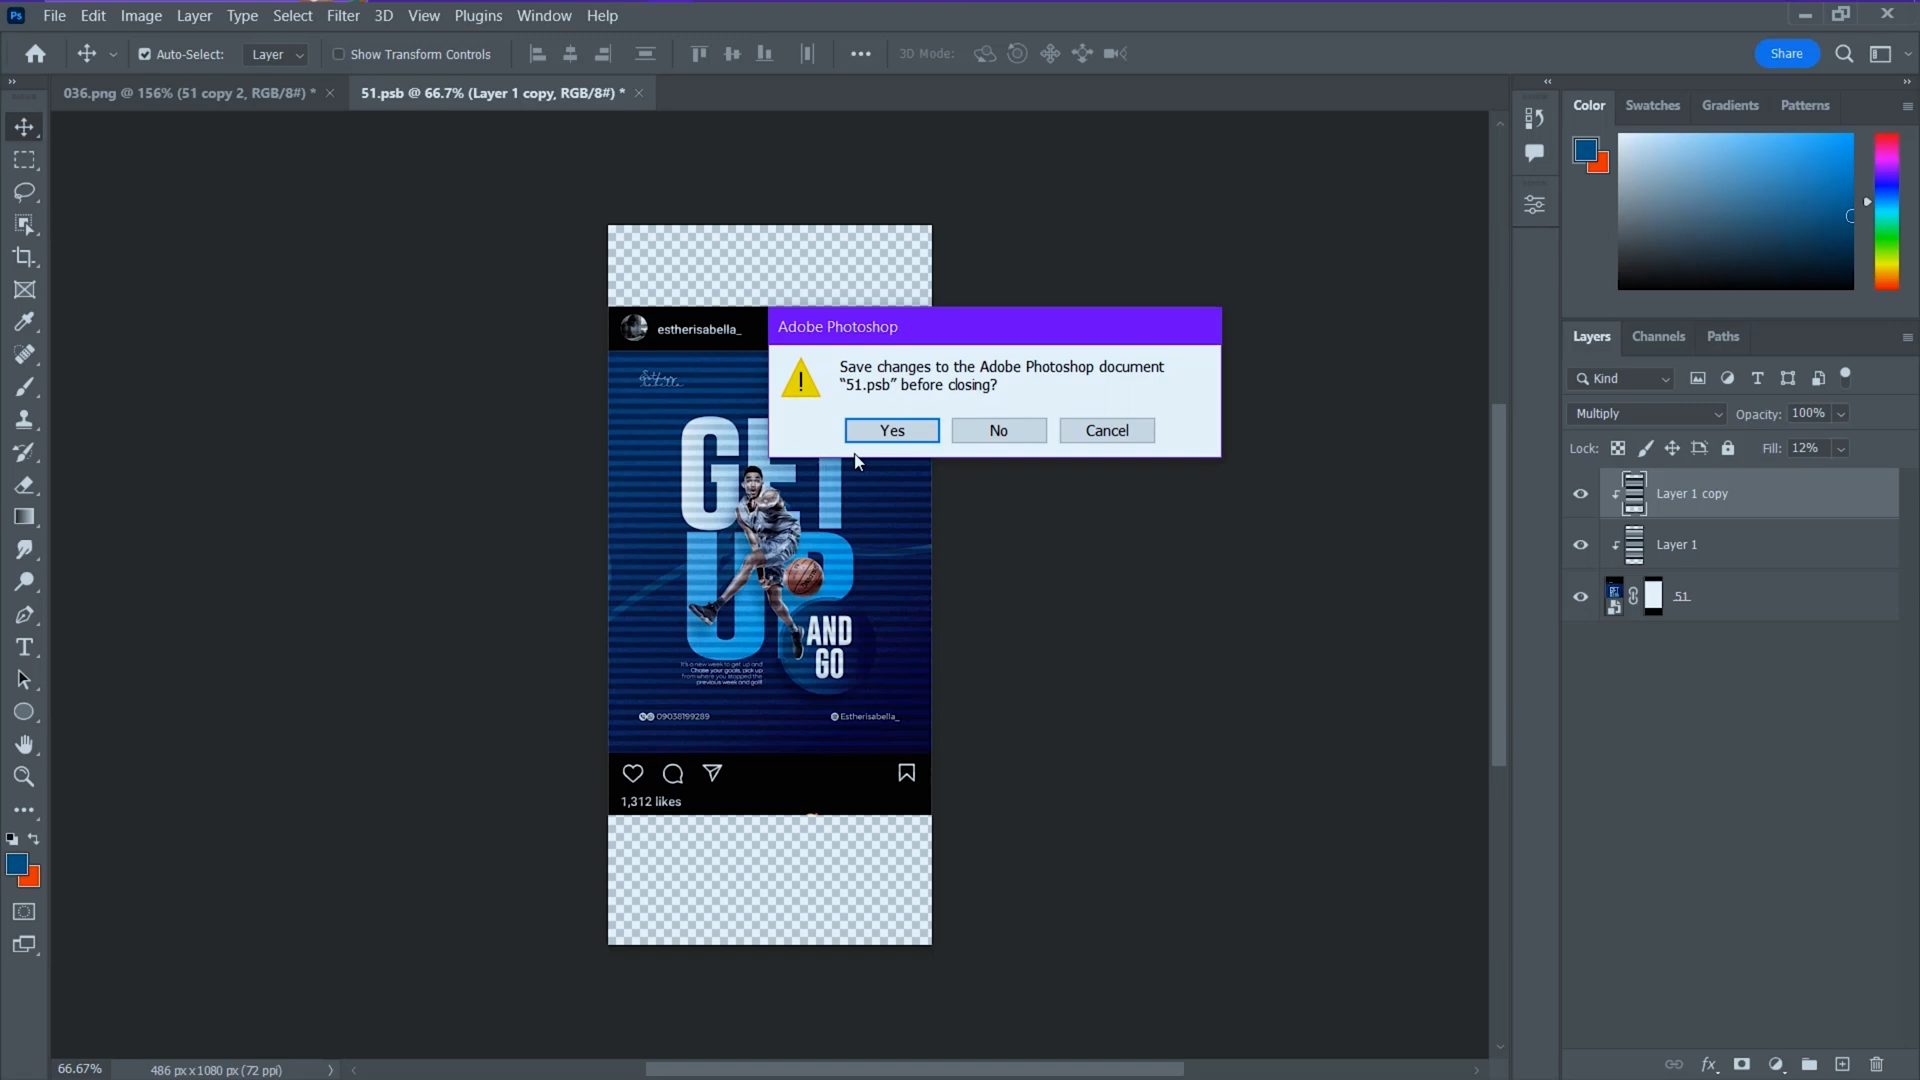 Ps File Edit Image Layer Type Select Filter 3D View Plugins Window Help
Auto-Select: Layer Show Transform Controls 3D Mode: Share
036.png @ 156% (51 copy 2, RGB/8#) *
51.psb @ 66.7% (Layer 1 copy, RGB/8#) *
Color Swatches Gradients Patterns
estherisabella_
GET
UP
AND
GO
It's a new week to get up and
Chase your goals, pick up
from where you stopped the
previous week and go!!
09038199289
Estherisabella_
1,312 likes
Adobe Photoshop
Save changes to the Adobe Photoshop document
“51.psb” before closing?
Yes No Cancel
Layers Channels Paths
Kind
Multiply Opacity: 100%
Lock: Fill: 12%
Layer 1 copy
Layer 1
51
66.67% 486 px x 1080 px (72 ppi)